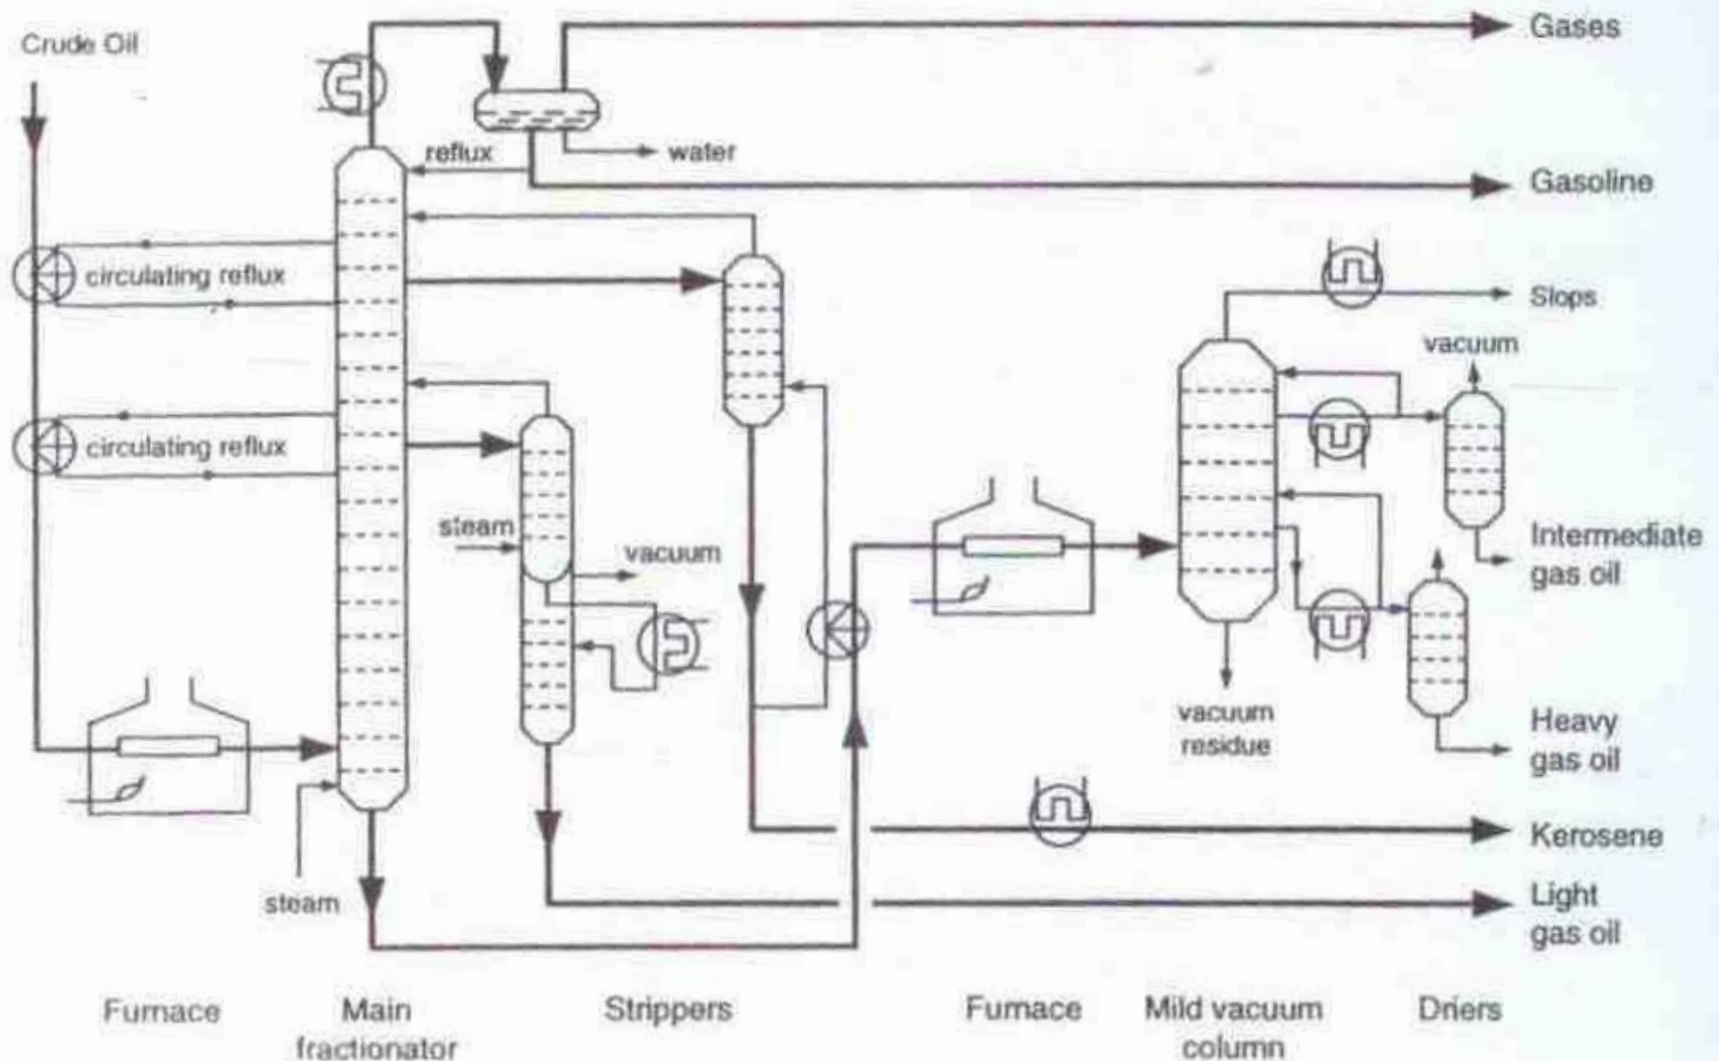 Crude Oil
Gases
reflux
water
Gasoline
circulating reflux
Slops
vacuum
circulating reflux
steam
vacuum
Intermediate
gas oil
vacuum
residue
Heavy
gas oil
Kerosene
steam
Light
gas oil
Furnace
Main
fractionator
Strippers
Furnace
Mild vacuum
column
Driers